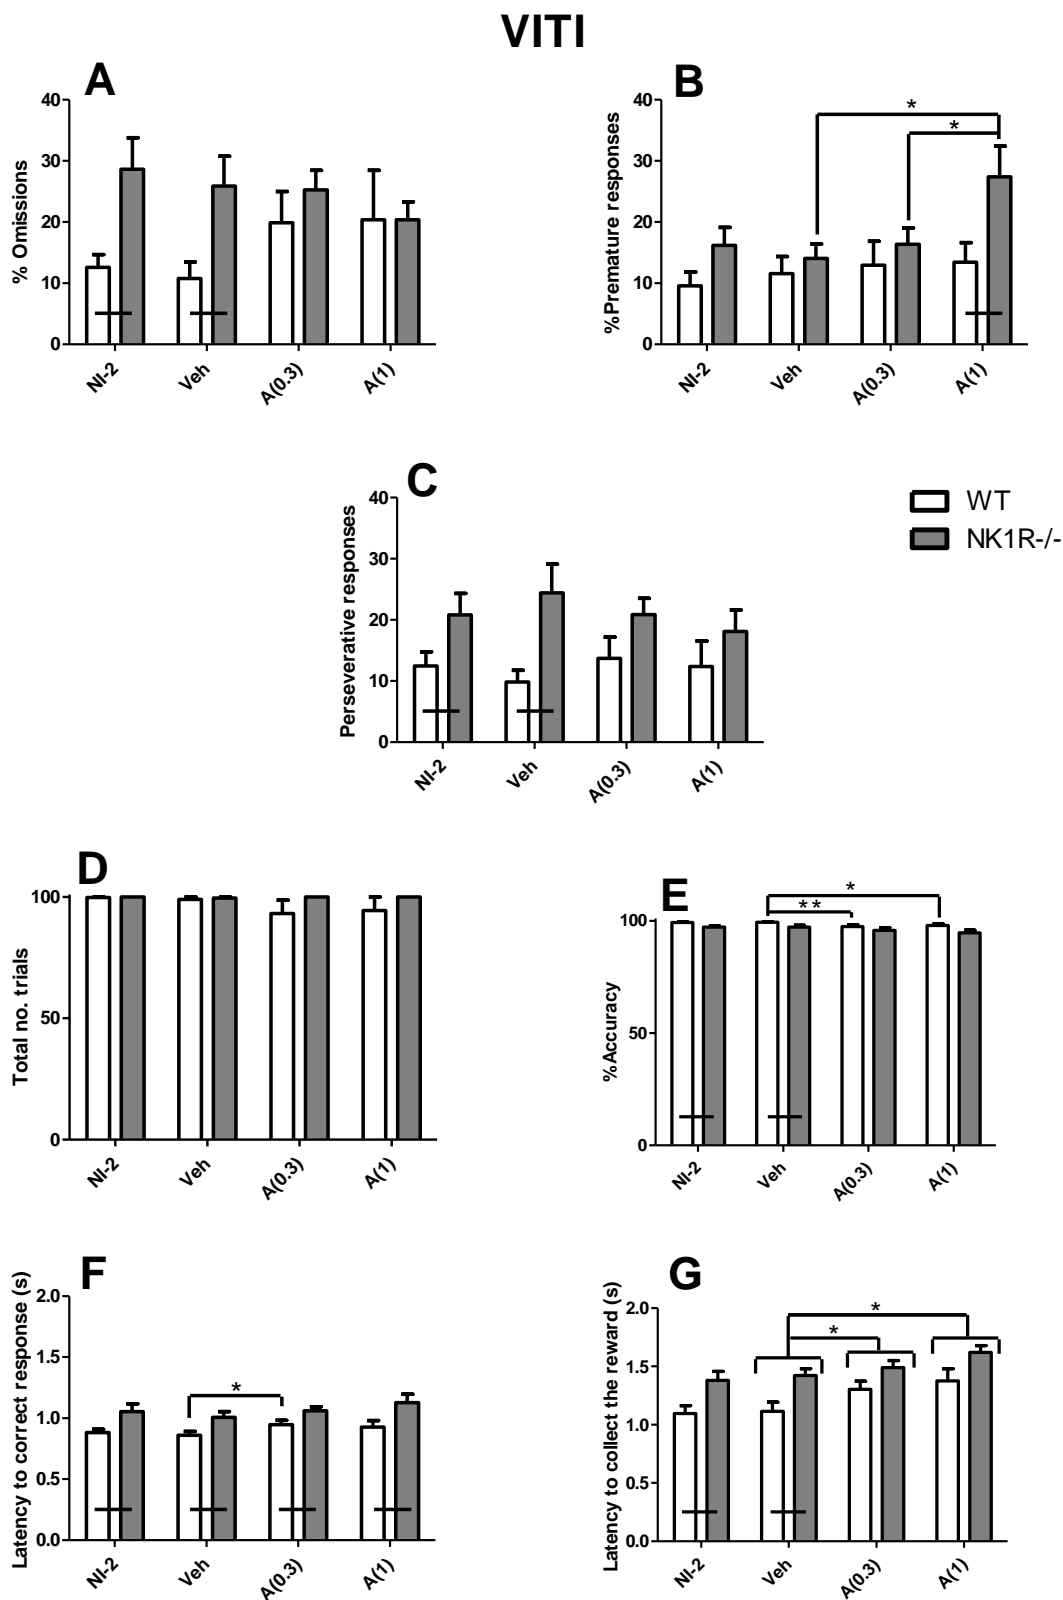 VITI
A
% Omissions
40
30
20
10
0
NI-2
Veh
A(0.3)
A(1)
B
%Premature responses
40
30
20
10
0
*
*
NI-2
Veh
A(0.3)
A(1)
C
Perseverative responses
40
30
20
10
0
NI-2
Veh
A(0.3)
A(1)
WT
NK1R-/-
D
Total no. trials
100
50
0
NI-2
Veh
A(0.3)
A(1)
E
%Accuracy
100
50
0
*
**
NI-2
Veh
A(0.3)
A(1)
F
Latency to correct response (s)
2.0
1.5
1.0
0.5
0.0
*
NI-2
Veh
A(0.3)
A(1)
G
Latency to collect the reward (s)
2.0
1.5
1.0
0.5
0.0
*
*
NI-2
Veh
A(0.3)
A(1)